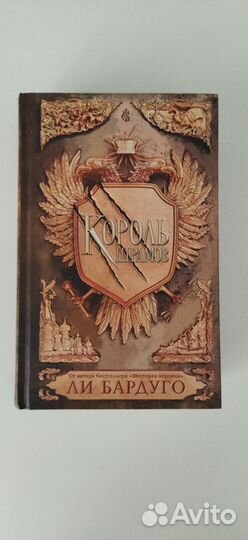 КОРОЛЬ
ШРАМОВ
От автора бестселлера «Шестерка воронов»
ЛИ БАРДУГО
Avito